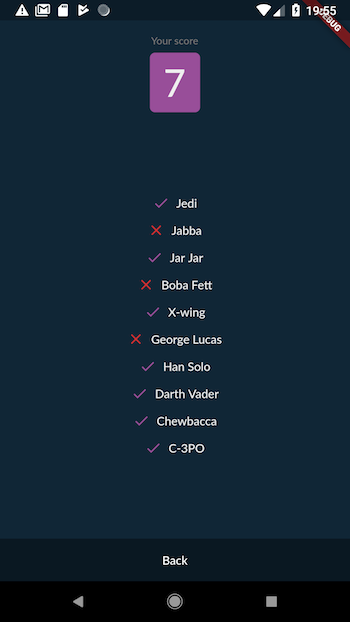 19:55
Your score
7
Jedi
Jabba
Jar Jar
Boba Fett
X-wing
George Lucas
Han Solo
Darth Vader
Chewbacca
C-3PO
Back